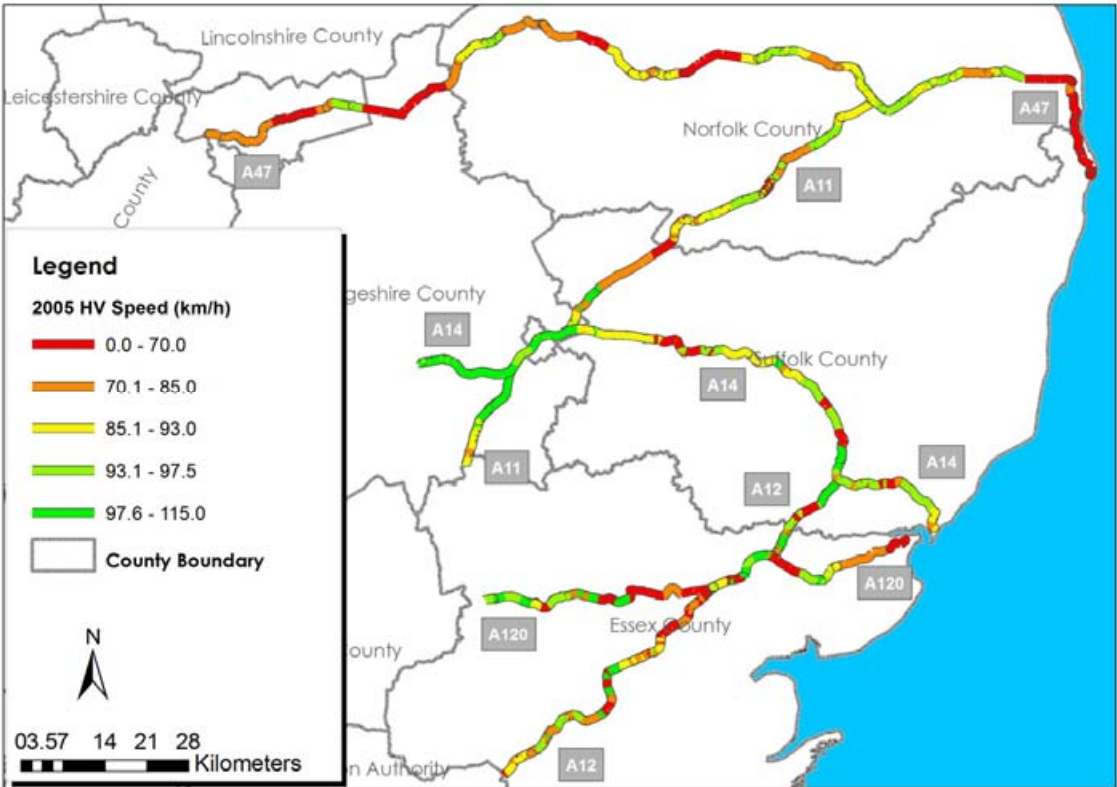 Lincolnshire County
Leicestershire County
A47
Norfolk County
A47
A11
County
Legend
2005 HV Speed (km/h)
0.0 - 70.0
70.1 - 85.0
85.1 - 93.0
93.1 - 97.5
97.6 - 115.0
County Boundary
N
03.57 14 21 28
Kilometers
geshire County
A14
Suffolk County
A14
A11
A14
A12
A120
A120
Essex County
ounty
A12
on Authority